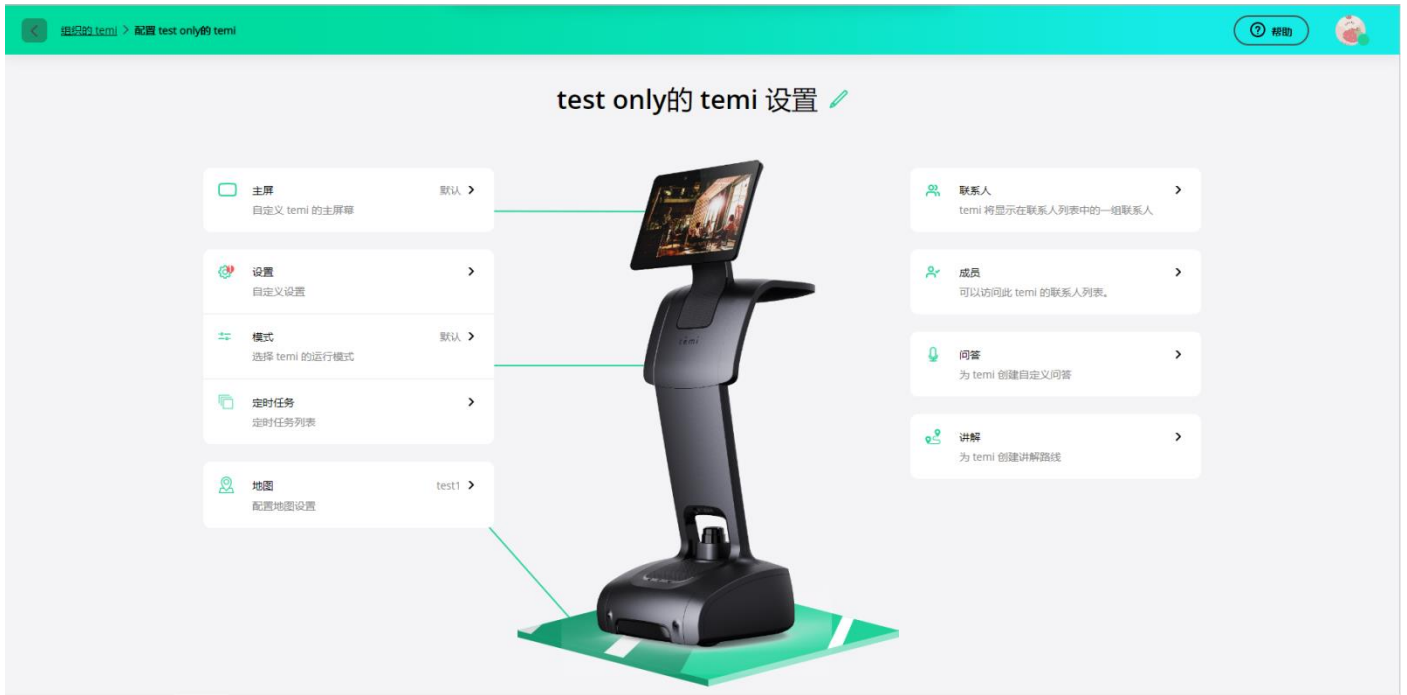 组织的 temi > 配置 test only的 temi
帮助
test only的 temi 设置
主屏
默认
自定义 temi 的主屏幕
设置
自定义设置
模式
默认
选择 temi 的运行模式
定时任务
定时任务列表
地图
test1
配置地图设置
temi
联系人
temi 将显示在联系人列表中的一组联系人
成员
可以访问此 temi 的联系人列表。
问答
为 temi 创建自定义问答
讲解
为 temi 创建讲解路线